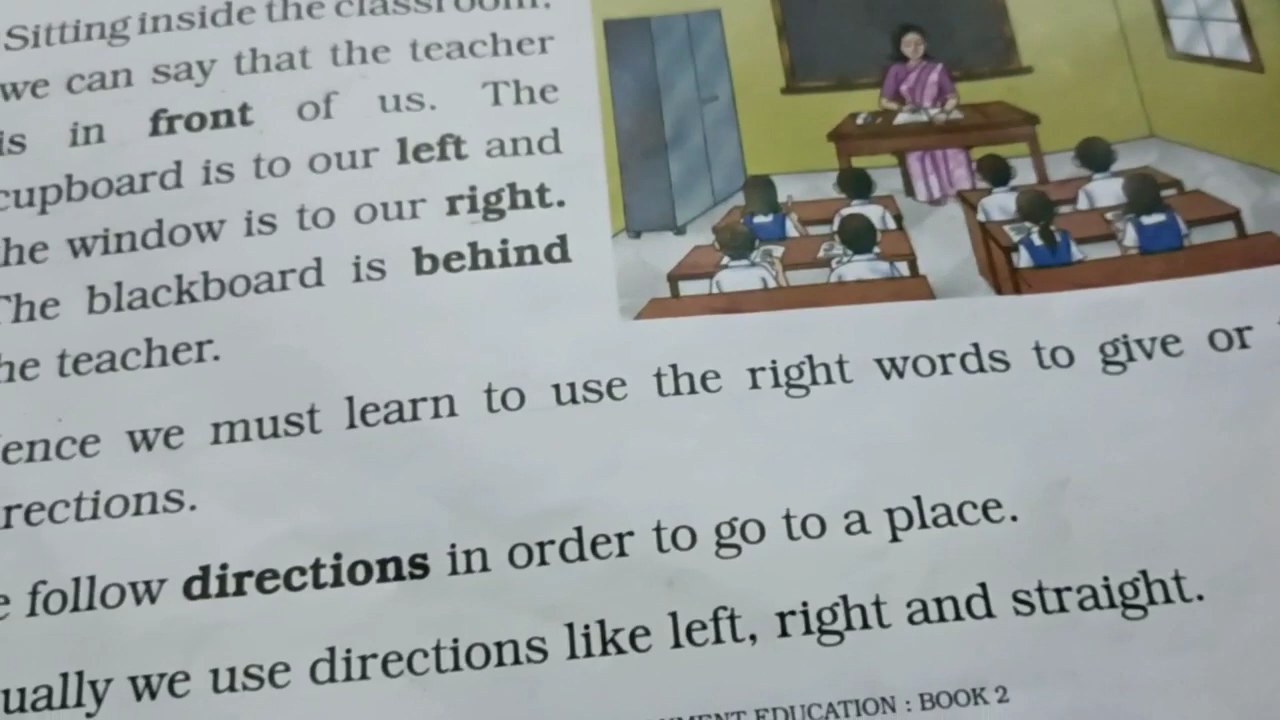 Sitting inside the classroom,
we can say that the teacher
is in front of us. The
cupboard is to our left and
the window is to our right.
The blackboard is behind
the teacher.
ence we must learn to use the right words to give or
rections.
e follow directions in order to go to a place.
ually we use directions like left, right and straight.
EDUCATION : BOOK 2